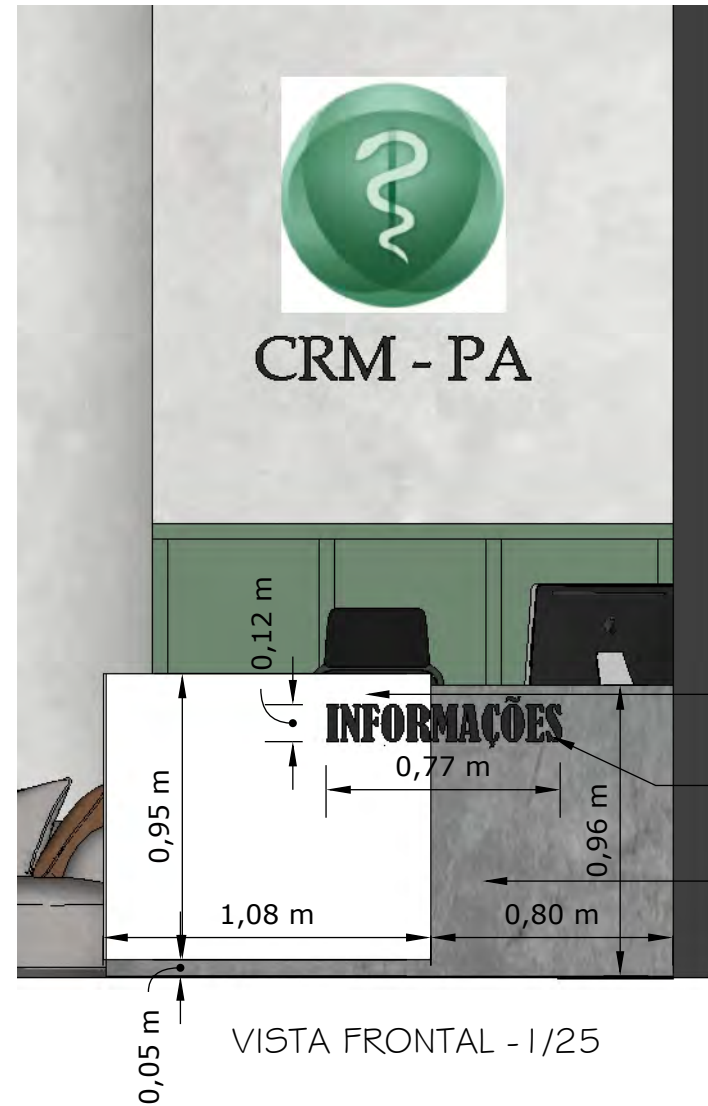 CRM - PA
0,12 m
INFORMAÇÕES
0,77 m
0,95 m
0,96 m
1,08 m
0,80 m
0,05 m
VISTA FRONTAL - 1/25